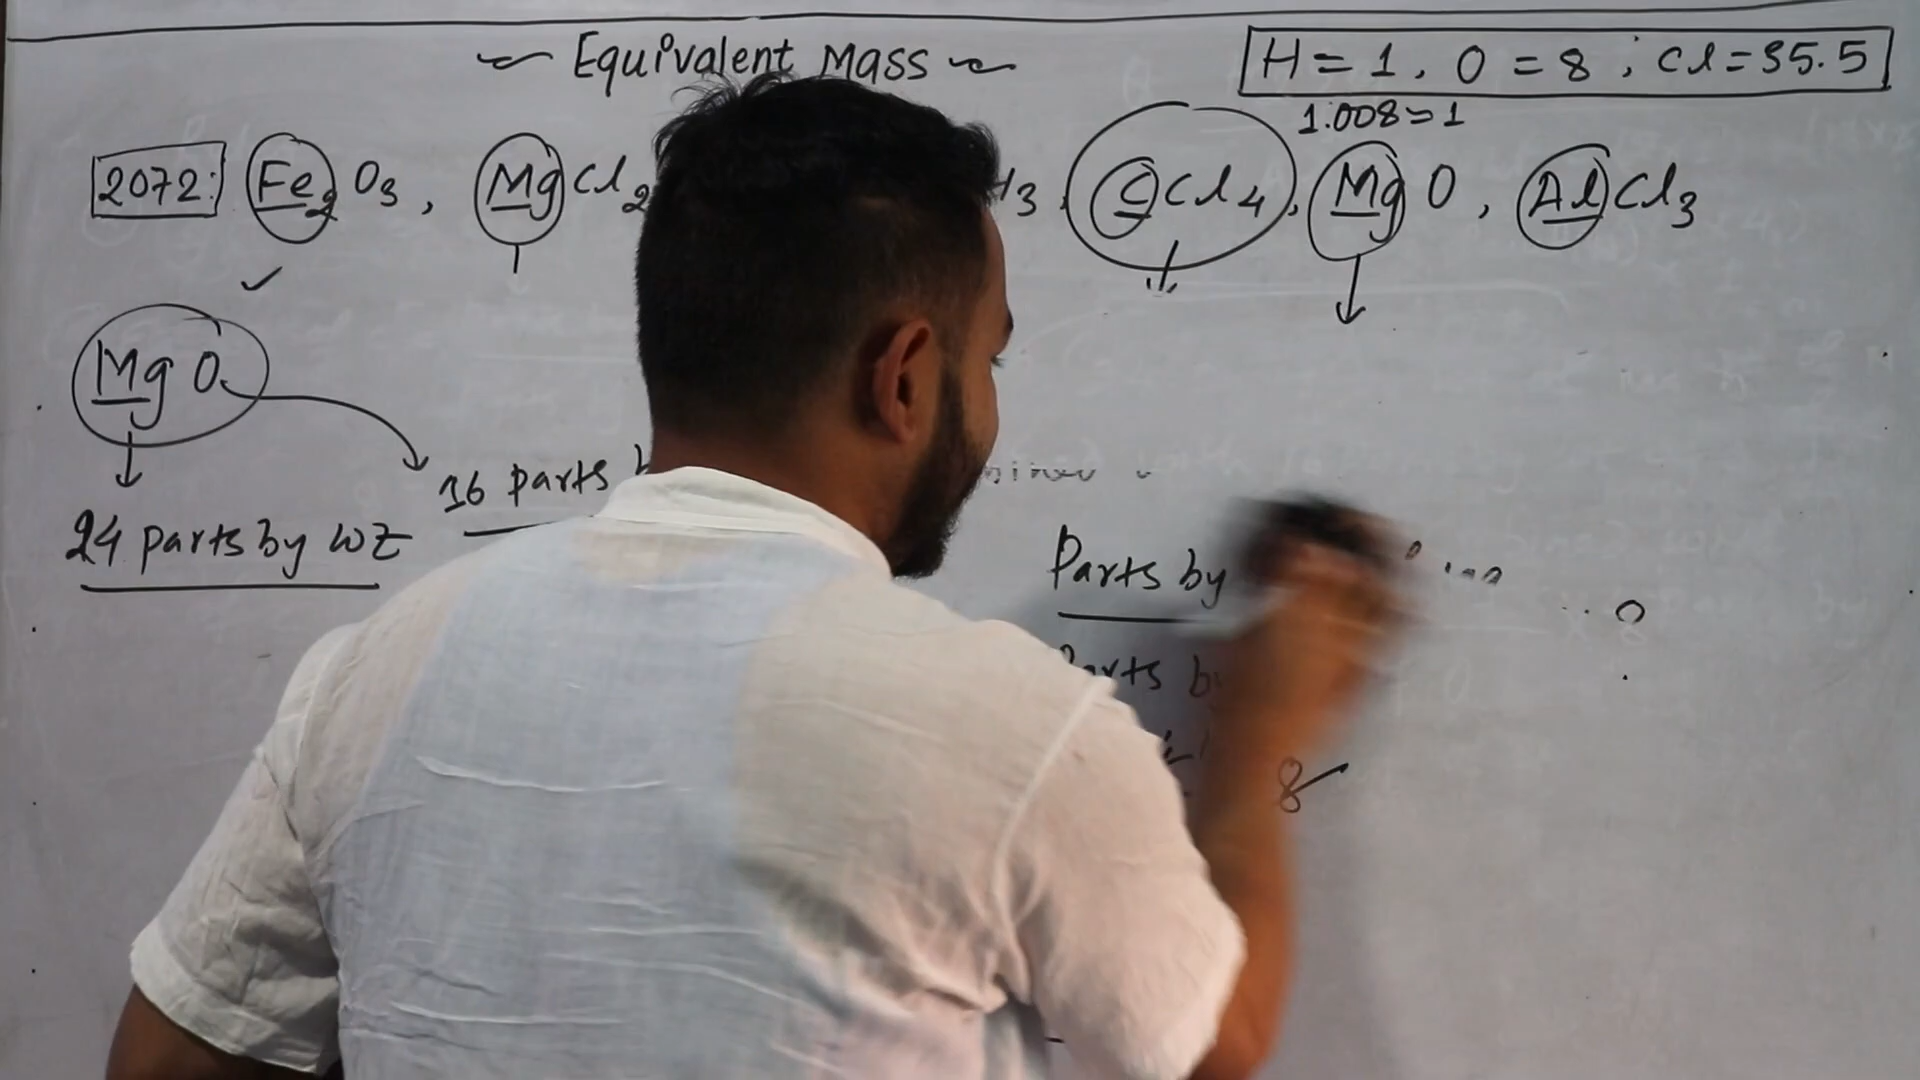 ~ Equivalent Mass ~
H = 1, O = 8 ; Cl = 35.5
1.008 = 1
2072: Fe2O3, MgCl2 H3, CCl4, MgO, AlCl3
MgO
16 parts
24 parts by wt
Parts by
Parts
8